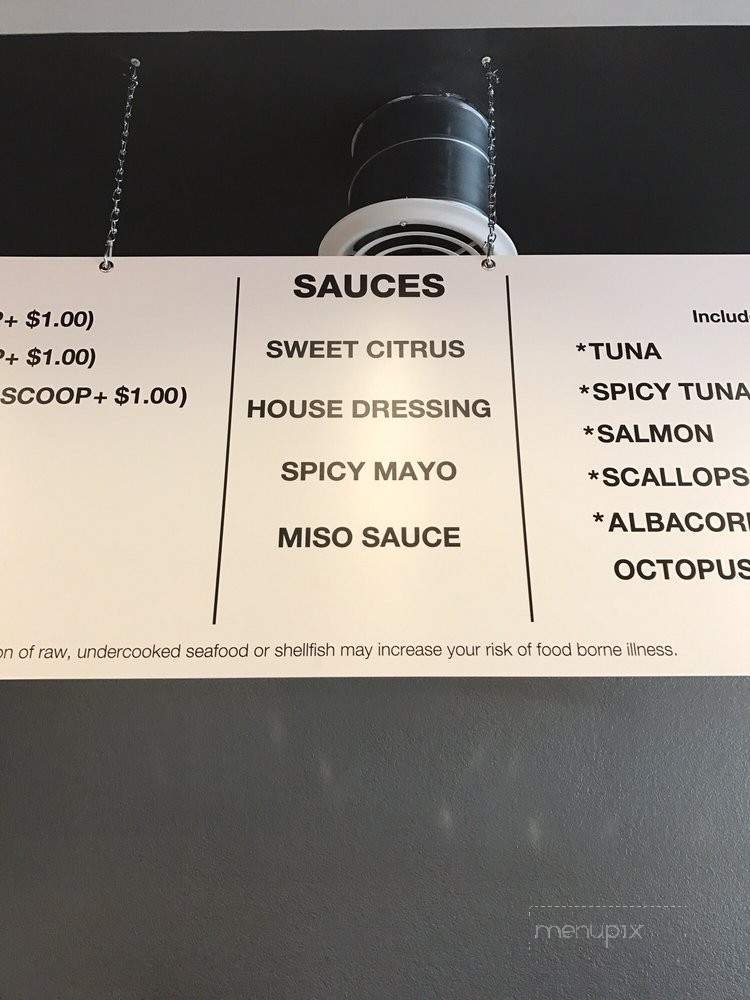 + $1.00)
+ $1.00)
SCOOP+ $1.00)
SAUCES
SWEET CITRUS
HOUSE DRESSING
SPICY MAYO
MISO SAUCE
Includ
*TUNA
*SPICY TUNA
*SALMON
*SCALLOPS
*ALBACOR
OCTOPUS
on of raw, undercooked seafood or shellfish may increase your risk of food borne illness.
menupix